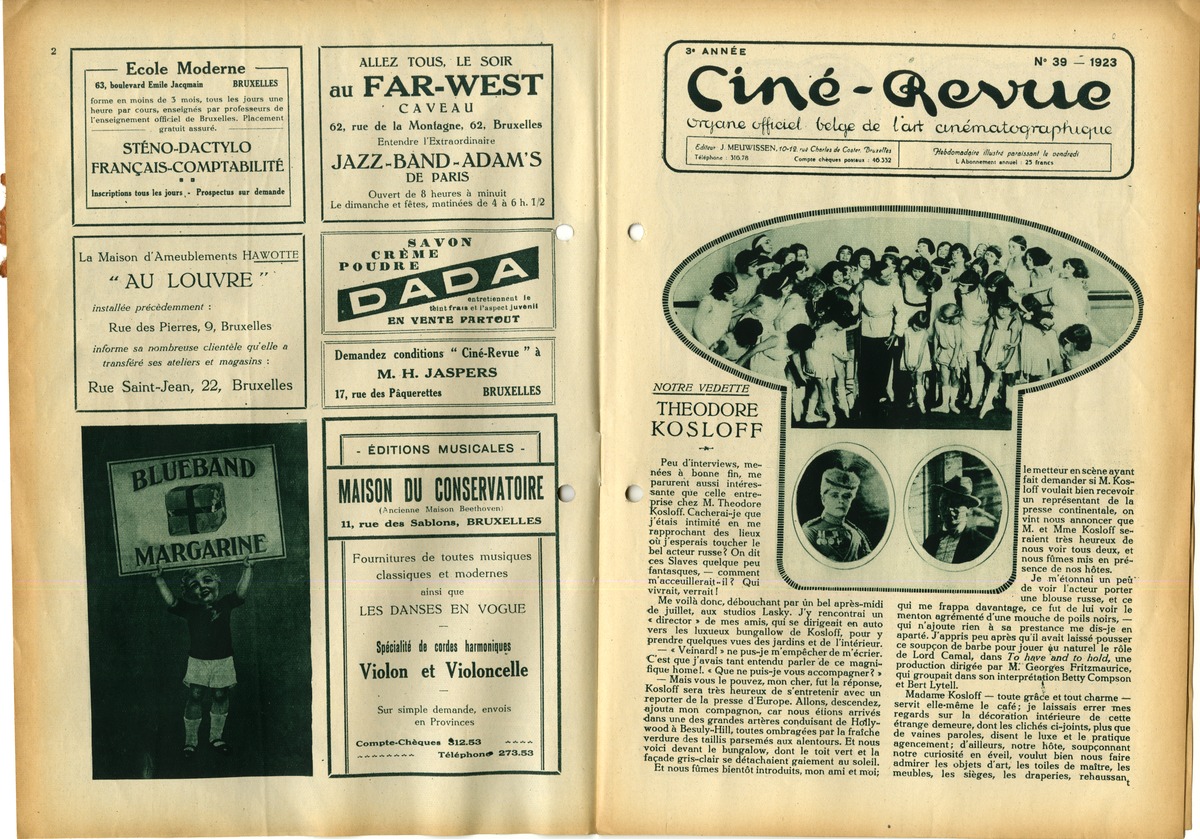 2
Ecole Moderne
63, boulevard Emile Jacqmain BRUXELLES
forme en moins de 3 mois, tous les jours une
heure par cours, enseignés par professeurs de
l'enseignement officiel de Bruxelles. Placement
gratuit assuré.
STÉNO-DACTYLO
FRANÇAIS-COMPTABILITÉ
Inscriptions tous les jours - Prospectus sur demande
La Maison d'Ameublements HAWOTTE
“ AU LOUVRE ”
installée précèdemment :
Rue des Pierres, 9, Bruxelles
informe sa nombreuse clientèle qu'elle a
transféré ses ateliers et magasins :
Rue Saint-Jean, 22, Bruxelles
BLUEBAND
MARGARINE
ALLEZ TOUS, LE SOIR
au FAR-WEST
CAVEAU
62, rue de la Montagne, 62, Bruxelles
Entendre l'Extraordinaire
JAZZ-BAND-ADAM'S
DE PARIS
Ouvert de 8 heures à minuit
Le dimanche et fêtes, matinées de 4 à 6 h. 1/2
SAVON
CRÈME
POUDRE
DADA
entretiennent le
teint frais et l'aspect juvenil
EN VENTE PARTOUT
Demandez conditions “ Ciné-Revue ” à
M. H. JASPERS
17, rue des Pâquerettes BRUXELLES
- ÉDITIONS MUSICALES -
MAISON DU CONSERVATOIRE
(Ancienne Maison Beethoven)
11, rue des Sablons, BRUXELLES
Fournitures de toutes musiques
classiques et modernes
ainsi que
LES DANSES EN VOGUE
Spécialité de cordes harmoniques
Violon et Violoncelle
Sur simple demande, envois
en Provinces
Compte-Chèques 312.53
Téléphone 273.53
3e ANNÉE
N° 39 — 1923
Ciné-Revue
Organe officiel belge de l'art cinématographique
Editeur J. MEUWISSEN, 10-12, rue Charles de Coster, Bruxelles
Téléphone : 316.78 Compte chèques postaux : 46.332
Hebdomadaire illustré paraissant le vendredi
L'Abonnement annuel : 25 francs
NOTRE VEDETTE
THEODORE
KOSLOFF
Peu d'interviews, me-
nées à bonne fin, me
parurent aussi intéres-
sante que celle entre-
prise chez M. Theodore
Kosloff. Cacherai-je que
j'étais intimité en me
rapprochant des lieux
où j'esperais toucher le
bel acteur russe? On dit
ces Slaves quelque peu
fantasques, — comment
m'acceuillerait-il? Qui
vivrait, verrait!
Me voilà donc, débouchant par un bel après-midi
de juillet, aux studios Lasky. J'y rencontrai un
« director » de mes amis, qui se dirigeait en auto
vers les luxueux bungallow de Kosloff, pour y
prendre quelques vues des jardins et de l'intérieur.
— « Veinard! » ne pus-je m'empêcher de m'écrier.
C'est que j'avais tant entendu parler de ce magni-
fique home!. « Que ne puis-je vous accompagner? »
— Mais vous le pouvez, mon cher, fut la réponse,
Kosloff sera très heureux de s'entretenir avec un
reporter de la presse d'Europe. Allons, descendez,
ajouta mon compagnon, car nous étions arrivés
dans une des grandes artères conduisant de Holly-
wood à Besuly-Hill, toutes ombragées par la fraîche
verdure des taillis parsemés aux alentours. Et nous
voici devant le bungalow, dont le toit vert et la
façade gris-clair se détachaient gaiement au soleil.
Et nous fûmes bientôt introduits, mon ami et moi;
le metteur en scène ayant
fait demander si M. Kos-
loff voulait bien recevoir
un représentant de la
presse continentale, on
vint nous annoncer que
M. et Mme Kosloff se-
raient très heureux de
nous voir tous deux, et
nous fûmes mis en pré-
sence de nos hôtes.
Je m'étonnai un peu
de voir l'acteur porter
une blouse russe, et ce
qui me frappa davantage, ce fut de lui voir le
menton agrémenté d'une mouche de poils noirs, —
qui n'ajoute rien à sa prestance me dis-je en
aparté. J'appris peu après qu'il avait laissé pousser
ce soupçon de barbe pour jouer au naturel le rôle
de Lord Camal, dans To have and to hold, une
production dirigée par M. Georges Fritzmaurice,
qui groupait dans son interprétation Betty Compson
et Bert Lytell.
Madame Kosloff — toute grâce et tout charme —
servit elle-même le café; je laissais errer mes
regards sur la décoration intérieure de cette
étrange demeure, dont les clichés ci-joints, plus que
de vaines paroles, disent le luxe et le pratique
agencement; d'ailleurs, notre hôte, soupçonnant
notre curiosité en éveil, voulut bien nous faire
admirer les objets d'art, les toiles de maître, les
meubles, les sièges, les draperies, rehaussant